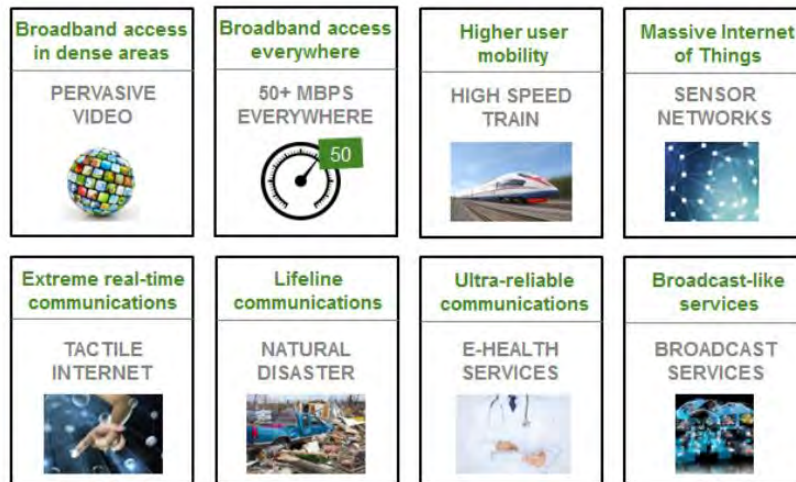 Broadband access
in dense areas
PERVASIVE
VIDEO
Broadband access
everywhere
50+ MBPS
EVERYWHERE
50
Higher user
mobility
HIGH SPEED
TRAIN
Massive Internet
of Things
SENSOR
NETWORKS
Extreme real-time
communications
TACTILE
INTERNET
Lifeline
communications
NATURAL
DISASTER
Ultra-reliable
communications
E-HEALTH
SERVICES
Broadcast-like
services
BROADCAST
SERVICES